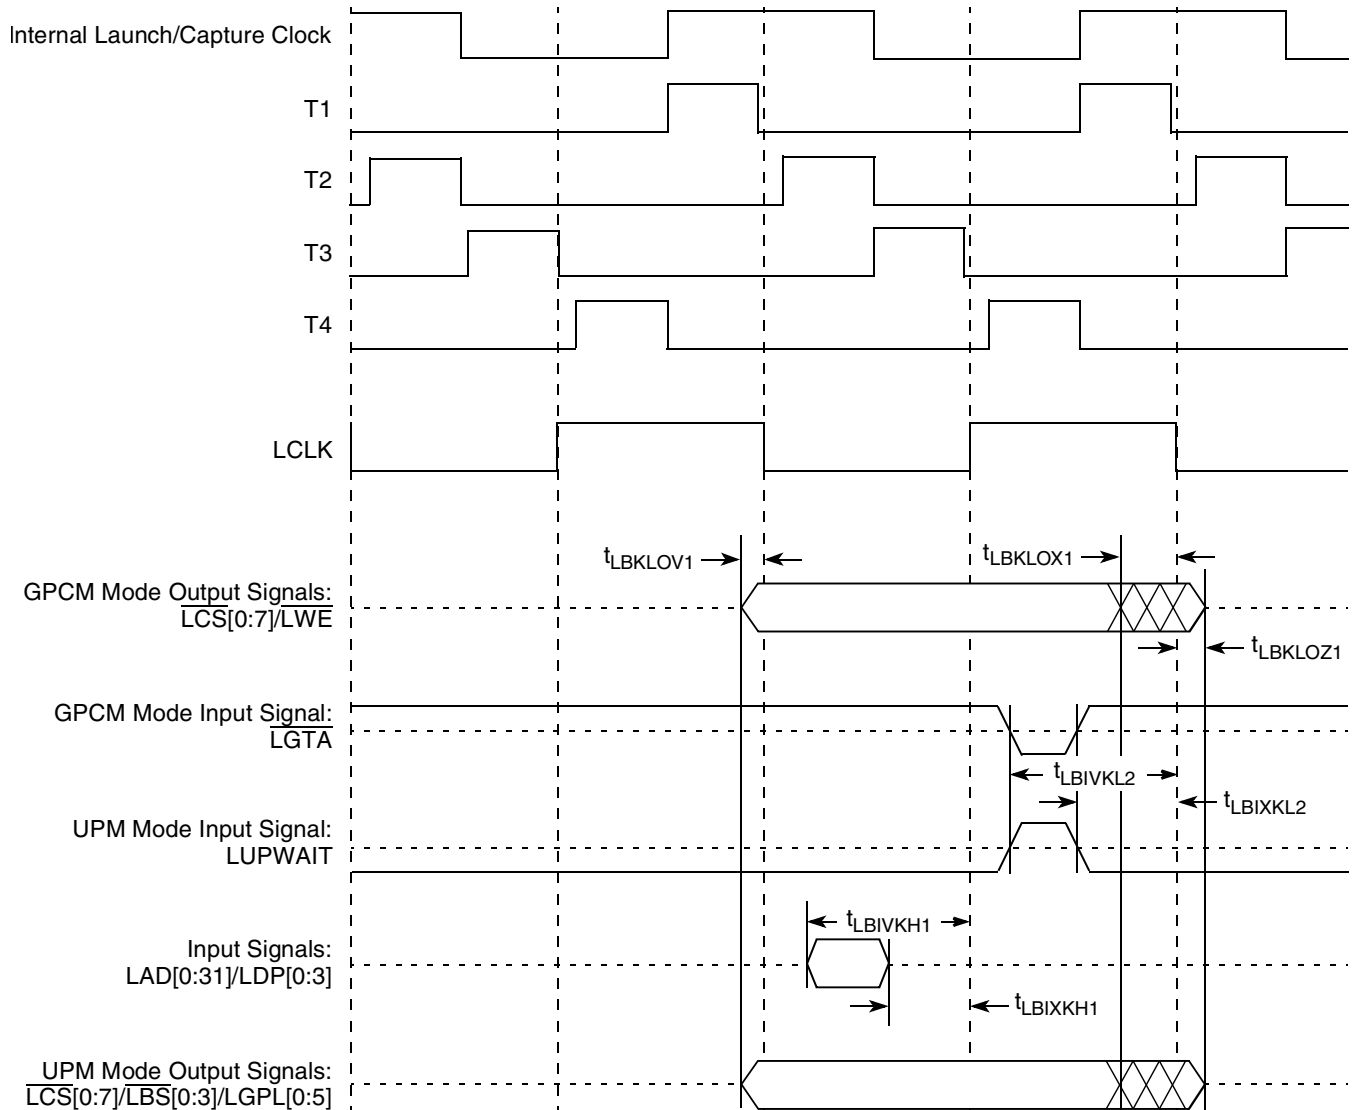 Internal Launch/Capture Clock
T1
T2
T3
T4
LCLK
tLBKLOV1
tLBKLOX1
GPCM Mode Output Signals:
LCS[0:7]/LWE
tLBKLOZ1
GPCM Mode Input Signal:
LGTA
tLBIVKL2
tLBIXKL2
UPM Mode Input Signal:
LUPWAIT
tLBIVKH1
Input Signals:
LAD[0:31]/LDP[0:3]
tLBIXKH1
UPM Mode Output Signals:
LCS[0:7]/LBS[0:3]/LGPL[0:5]